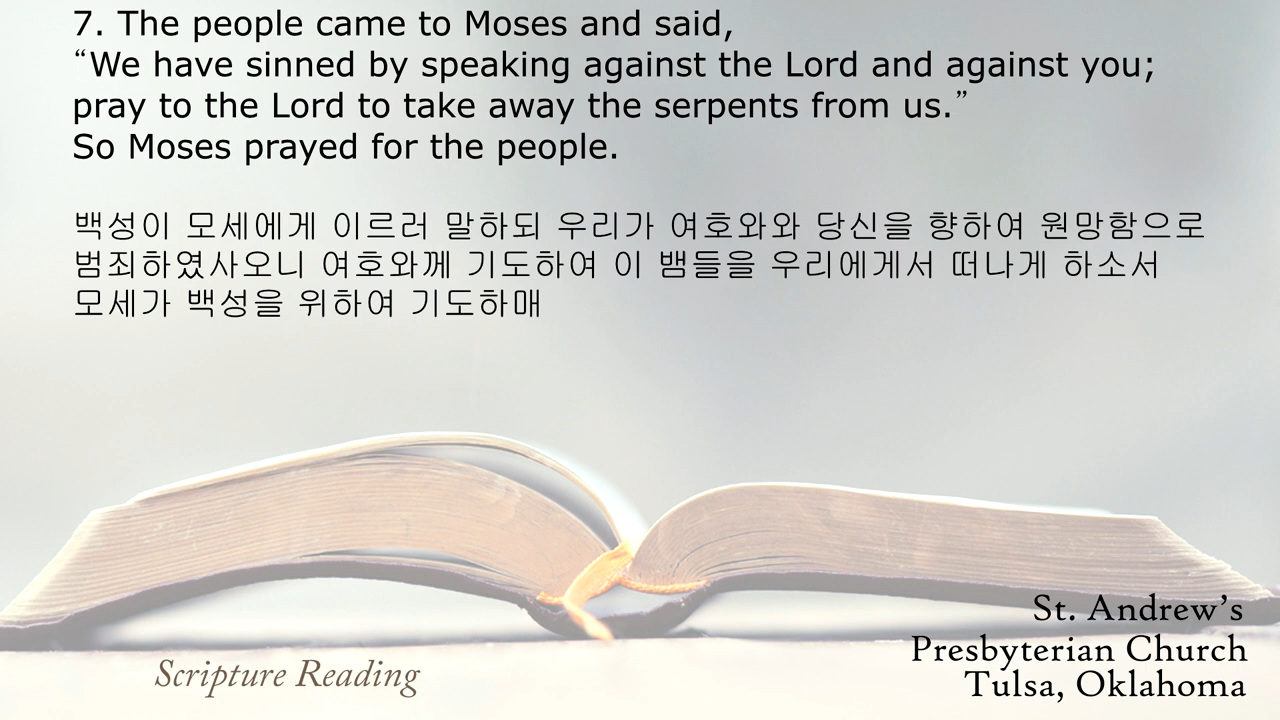 7. The people came to Moses and said,
“We have sinned by speaking against the Lord and against you;
pray to the Lord to take away the serpents from us.”
So Moses prayed for the people.
백성이 모세에게 이르러 말하되 우리가 여호와와 당신을 향하여 원망함으로
범죄하였사오니 여호와께 기도하여 이 뱀들을 우리에게서 떠나게 하소서
모세가 백성을 위하여 기도하매
Scripture Reading
St. Andrew’s
Presbyterian Church
Tulsa, Oklahoma